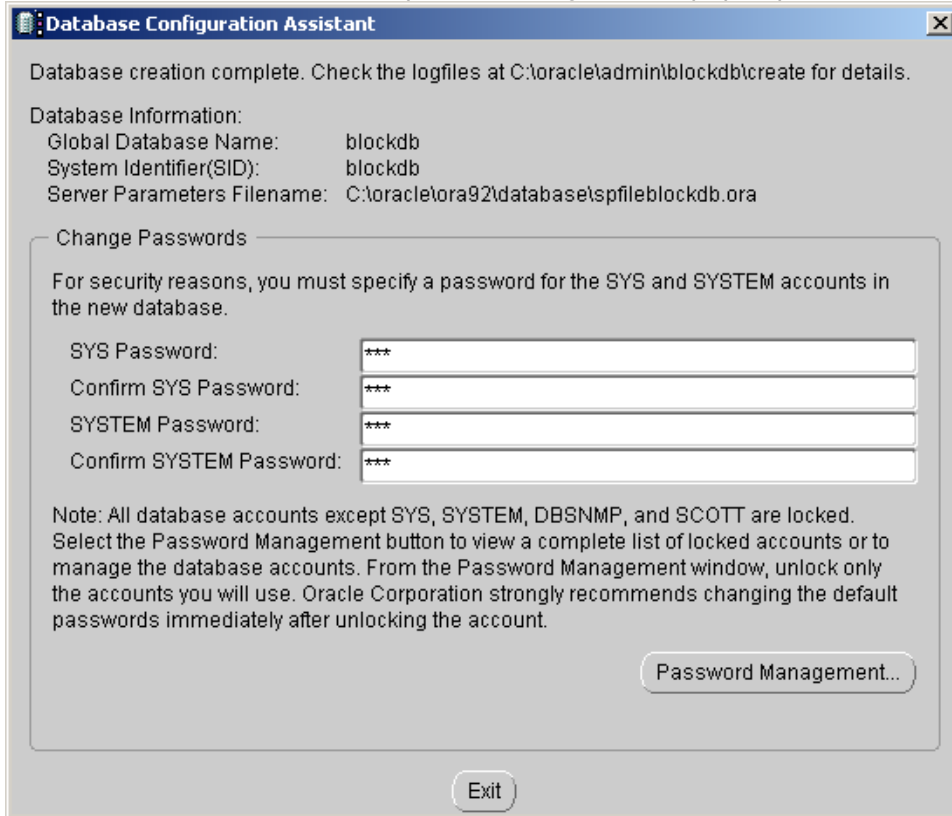 Database Configuration Assistant
Database creation complete. Check the logfiles at C:\oracle\admin\blockdb\create for details.
Database Information:
Global Database Name: blockdb
System Identifier(SID): blockdb
Server Parameters Filename: C:\oracle\ora92\database\spfileblockdb.ora
Change Passwords
For security reasons, you must specify a password for the SYS and SYSTEM accounts in
the new database.
SYS Password: ***
Confirm SYS Password: ***
SYSTEM Password: ***
Confirm SYSTEM Password: ***
Note: All database accounts except SYS, SYSTEM, DBSNMP, and SCOTT are locked.
Select the Password Management button to view a complete list of locked accounts or to
manage the database accounts. From the Password Management window, unlock only
the accounts you will use. Oracle Corporation strongly recommends changing the default
passwords immediately after unlocking the account.
Password Management...
Exit